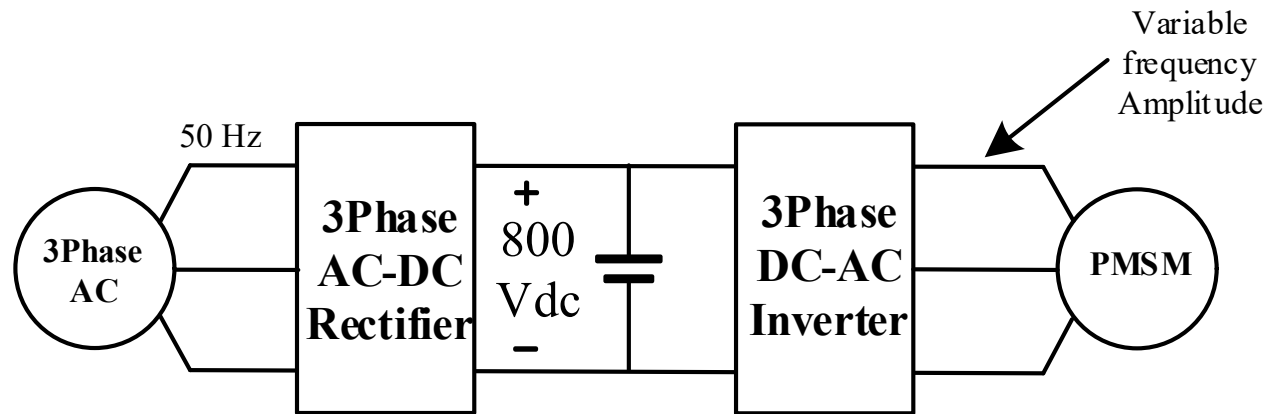 Variable
frequency
Amplitude
50 Hz
3Phase
AC
3Phase
AC-DC
Rectifier
+
800
Vdc
−
3Phase
DC-AC
Inverter
PMSM